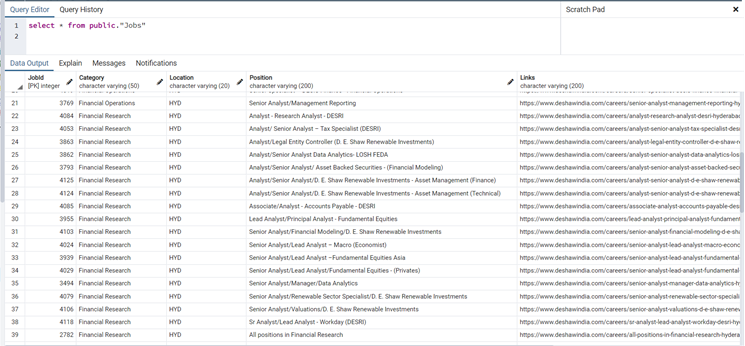 Query Editor Query History
Scratch Pad
1 select * from public."Jobs"
2
Data Output Explain Messages Notifications
JobId [PK] integer Category character varying (50) Location character varying (20) Position character varying (200) Links character varying (200)
21 3769 Financial Operations HYD Senior Analyst/Management Reporting https://www.deshawindia.com/careers/senior-analyst-management-reporting-hy
22 4084 Financial Research HYD Analyst - Research Analyst - DESRI https://www.deshawindia.com/careers/analyst-research-analyst-desri-hyderabad
23 4053 Financial Research HYD Analyst/ Senior Analyst – Tax Specialist (DESRI) https://www.deshawindia.com/careers/analyst-senior-analyst-tax-specialist-des
24 3863 Financial Research HYD Analyst/Legal Entity Controller (D. E. Shaw Renewable Investments) https://www.deshawindia.com/careers/analyst-legal-entity-controller-d-e-shaw-r
25 3862 Financial Research HYD Analyst/Senior Analyst Data Analytics- LOSH FEDA https://www.deshawindia.com/careers/analyst-senior-analyst-data-analytics-los
26 3793 Financial Research HYD Analyst/Senior Analyst/ Asset Backed Securities - (Financial Modeling) https://www.deshawindia.com/careers/analyst-senior-analyst-asset-backed-sec
27 4125 Financial Research HYD Analyst/Senior Analyst/D. E. Shaw Renewable Investments - Asset Management (Finance) https://www.deshawindia.com/careers/analyst-senior-analyst-d-e-shaw-renewab
28 4124 Financial Research HYD Analyst/Senior Analyst/D. E. Shaw Renewable Investments - Asset Management (Technical) https://www.deshawindia.com/careers/analyst-senior-analyst-d-e-shaw-renewab
29 4085 Financial Research HYD Associate/Analyst - Accounts Payable - DESRI https://www.deshawindia.com/careers/associate-analyst-accounts-payable-des
30 3955 Financial Research HYD Lead Analyst/Principal Analyst - Fundamental Equities https://www.deshawindia.com/careers/lead-analyst-principal-analyst-fundament
31 4103 Financial Research HYD Senior Analyst/Financial Modeling/D. E. Shaw Renewable Investments https://www.deshawindia.com/careers/senior-analyst-financial-modeling-d-e-sh
32 4024 Financial Research HYD Senior Analyst/Lead Analyst – Macro (Economist) https://www.deshawindia.com/careers/senior-analyst-lead-analyst-macro-econo
33 3939 Financial Research HYD Senior Analyst/Lead Analyst –Fundamental Equities Asia https://www.deshawindia.com/careers/senior-analyst-lead-analyst-fundamental
34 4029 Financial Research HYD Senior Analyst/Lead Analyst/Fundamental Equities - (Privates) https://www.deshawindia.com/careers/senior-analyst-lead-analyst-fundamental
35 3494 Financial Research HYD Senior Analyst/Manager/Data Analytics https://www.deshawindia.com/careers/senior-analyst-manager-data-analytics-h
36 4079 Financial Research HYD Senior Analyst/Renewable Sector Specialist/D. E. Shaw Renewable Investments https://www.deshawindia.com/careers/senior-analyst-renewable-sector-speciali
37 4106 Financial Research HYD Senior Analyst/Valuations/D. E. Shaw Renewable Investments https://www.deshawindia.com/careers/senior-analyst-valuations-d-e-shaw-rene
38 4118 Financial Research HYD Sr Analyst/Lead Analyst - Workday (DESRI) https://www.deshawindia.com/careers/sr-analyst-lead-analyst-workday-desri-hy
39 2782 Financial Research HYD All positions in Financial Research https://www.deshawindia.com/careers/all-positions-in-financial-research-hydera